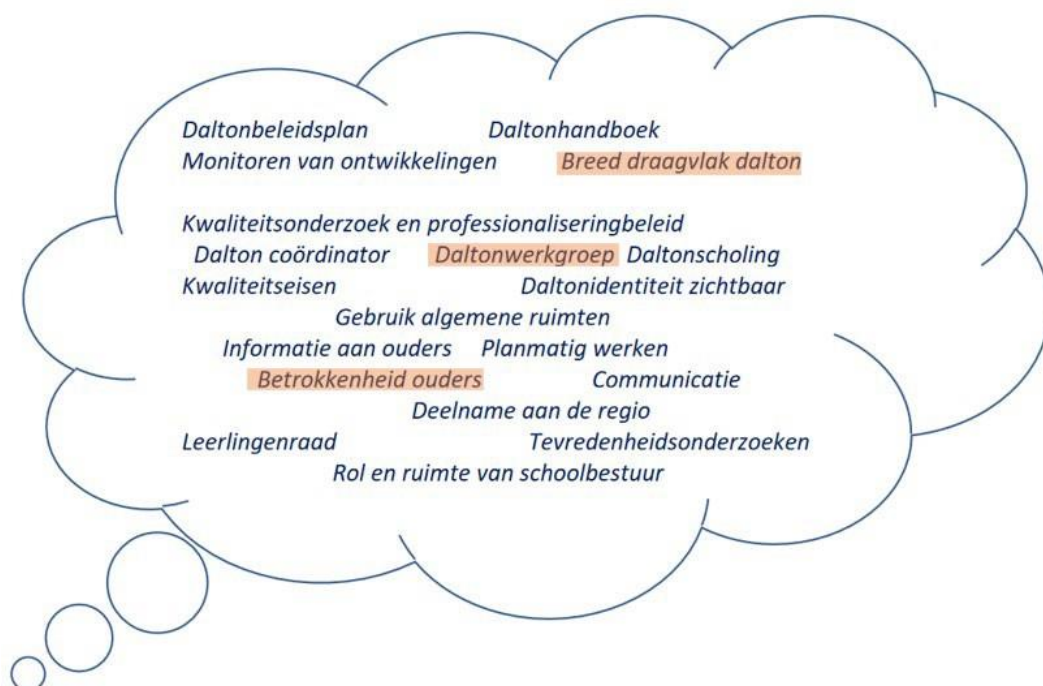 Daltonbeleidsplan Daltonhandboek
Monitoren van ontwikkelingen Breed draagvlak dalton
Kwaliteitsonderzoek en professionaliseringbeleid
Dalton coördinator Daltonwerkgroep Daltonscholing
Kwaliteitseisen Daltonidentiteit zichtbaar
Gebruik algemene ruimten
Informatie aan ouders Planmatig werken
Betrokkenheid ouders Communicatie
Deelname aan de regio
Leerlingenraad Tevredenheidsonderzoeken
Rol en ruimte van schoolbestuur